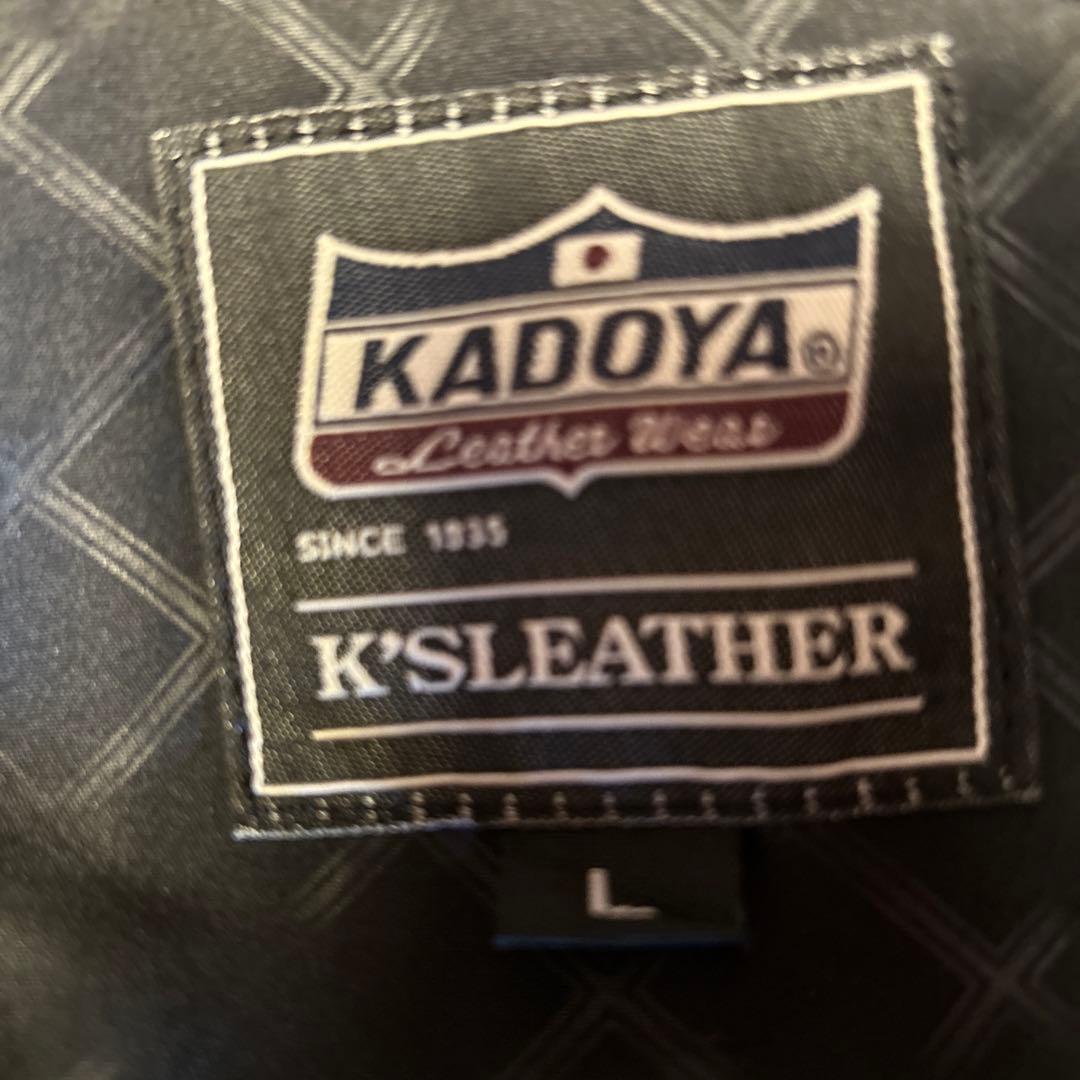 KADOYA®
Leather Wear
SINCE 1935
K'SLEATHER
L